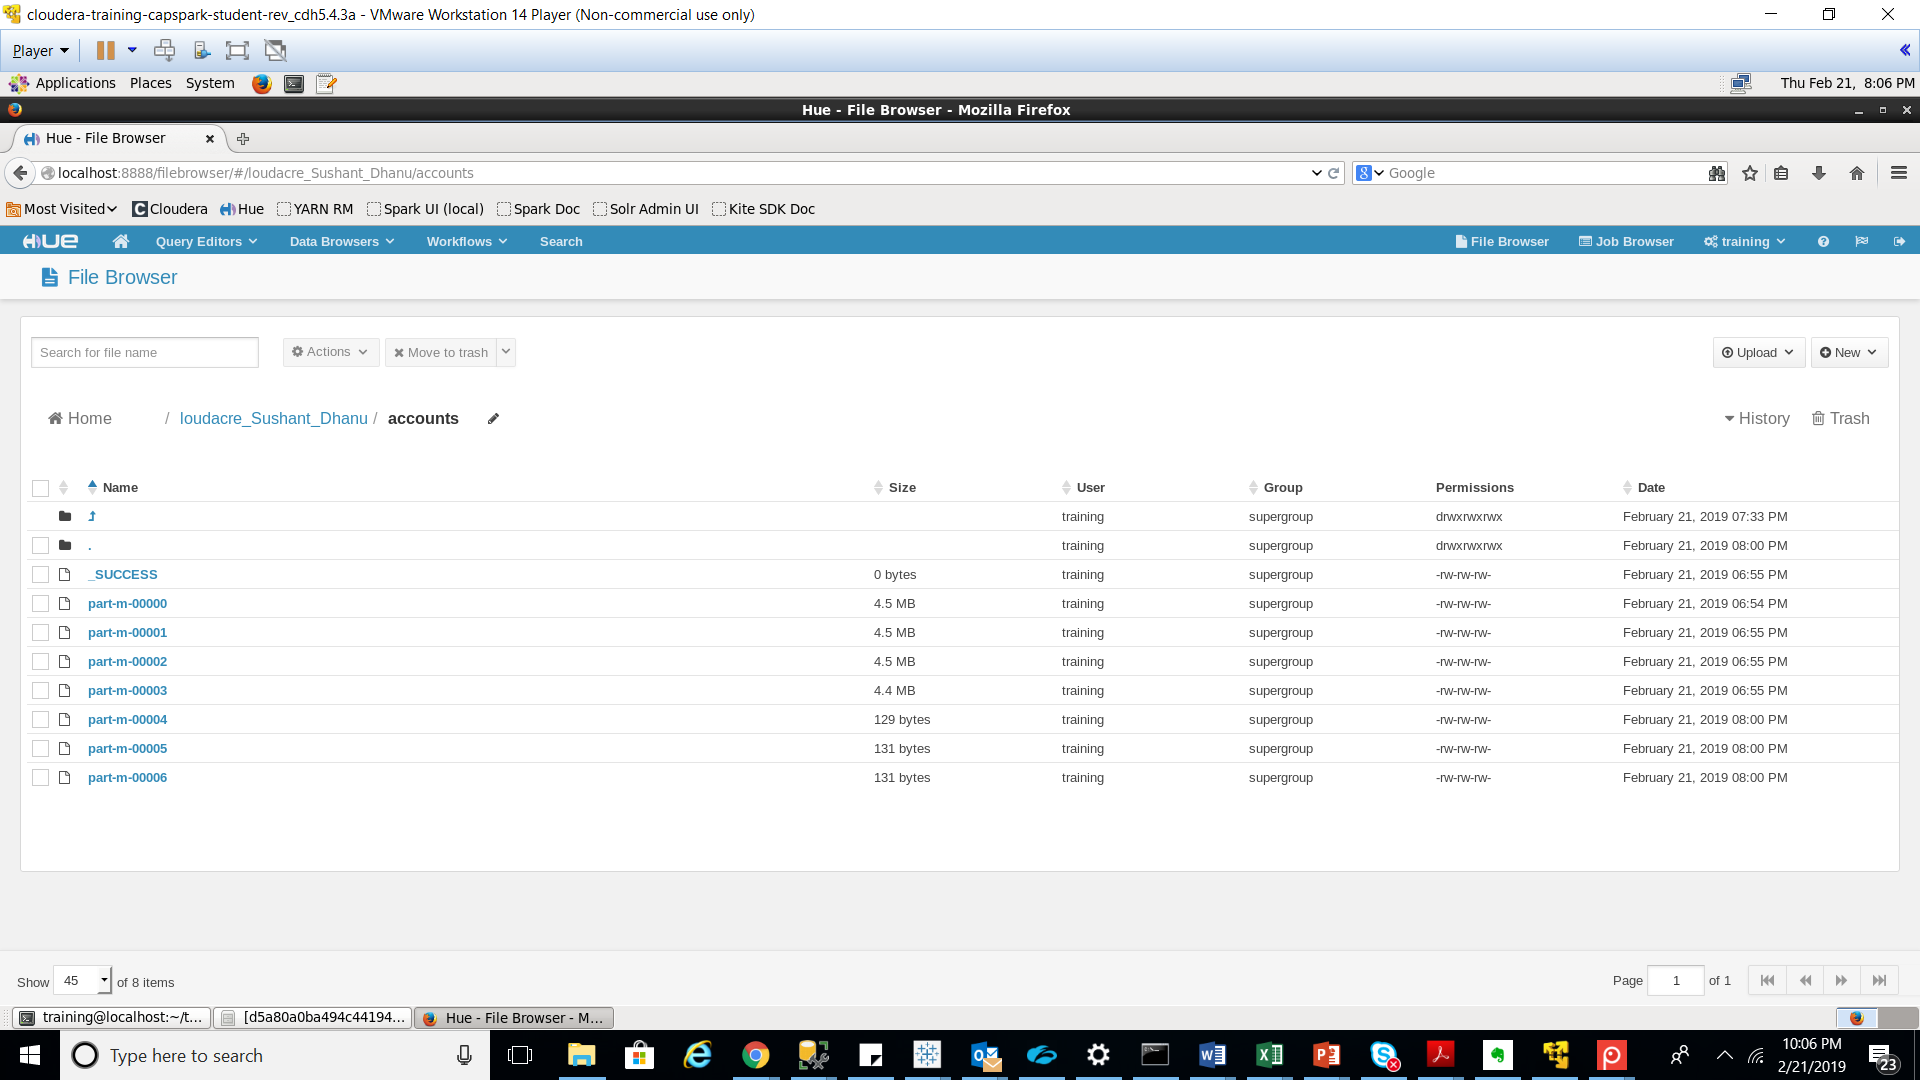 cloudera-training-capspark-student-rev_cdh5.4.3a - VMware Workstation 14 Player (Non-commercial use only)
Player
Applications Places System Thu Feb 21, 8:06 PM
Hue - File Browser - Mozilla Firefox
Hue - File Browser
localhost:8888/filebrowser/#/loudacre_Sushant_Dhanu/accounts Google
Most Visited Cloudera Hue YARN RM Spark UI (local) Spark Doc Solr Admin UI Kite SDK Doc
HUE Query Editors Data Browsers Workflows Search File Browser Job Browser training
File Browser
Search for file name Actions Move to trash Upload New
Home / loudacre_Sushant_Dhanu / accounts History Trash
Name Size User Group Permissions Date
training supergroup drwxrwxrwx February 21, 2019 07:33 PM
. training supergroup drwxrwxrwx February 21, 2019 08:00 PM
_SUCCESS 0 bytes training supergroup -rw-rw-rw- February 21, 2019 06:55 PM
part-m-00000 4.5 MB training supergroup -rw-rw-rw- February 21, 2019 06:54 PM
part-m-00001 4.5 MB training supergroup -rw-rw-rw- February 21, 2019 06:55 PM
part-m-00002 4.5 MB training supergroup -rw-rw-rw- February 21, 2019 06:55 PM
part-m-00003 4.4 MB training supergroup -rw-rw-rw- February 21, 2019 06:55 PM
part-m-00004 129 bytes training supergroup -rw-rw-rw- February 21, 2019 08:00 PM
part-m-00005 131 bytes training supergroup -rw-rw-rw- February 21, 2019 08:00 PM
part-m-00006 131 bytes training supergroup -rw-rw-rw- February 21, 2019 08:00 PM
Show 45 of 8 items Page 1 of 1
training@localhost:~/t... [d5a80a0ba494c44194... Hue - File Browser - M...
Type here to search 10:06 PM
2/21/2019 23